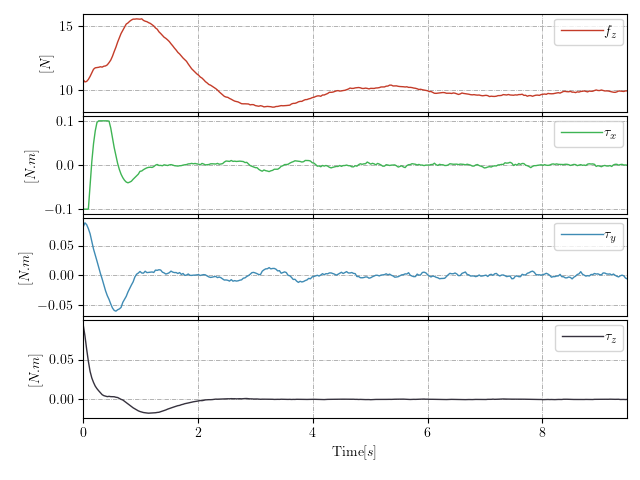 15
10
[N]
f_z
0.1
0.0
−0.1
[N.m]
τ_x
0.05
0.00
−0.05
[N.m]
τ_y
0.05
0.00
[N.m]
τ_z
0 2 4 6 8
Time[s]